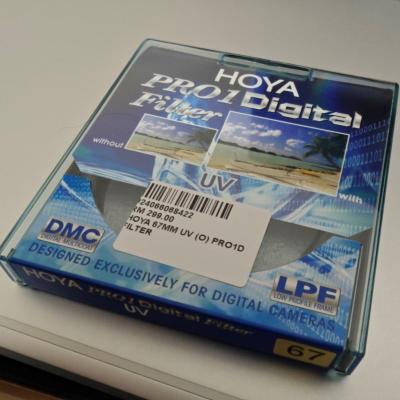 HOYA
PRO1 Digital
Filter
without
with
UV
24066068422
RM 299.00
HOYA 67MM UV (O) PRO1D
FILTER
DMC
DIGITAL MULTICOAT
LPF
LOW PROFILE FRAME
DESIGNED EXCLUSIVELY FOR DIGITAL CAMERAS
HOYA PRO1 Digital Filter
UV
67